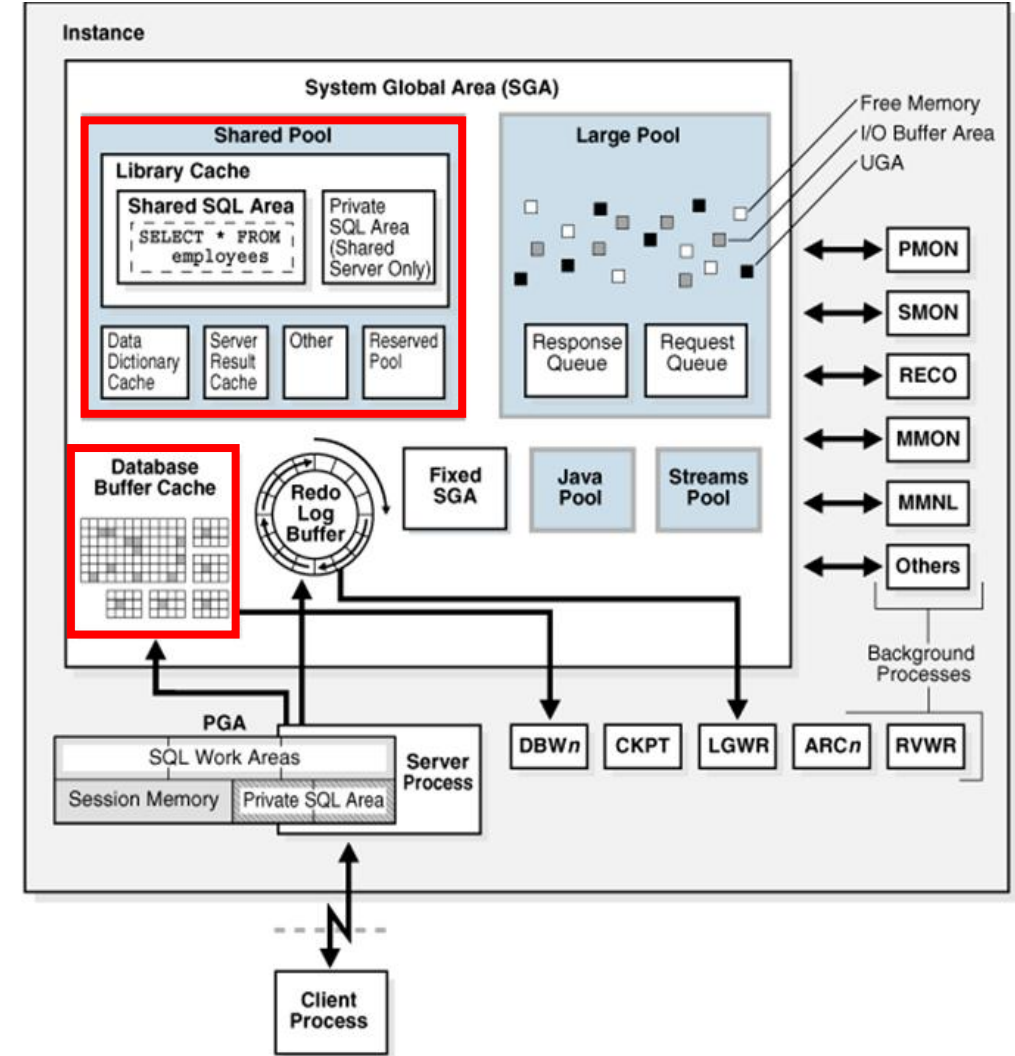 Instance
System Global Area (SGA)
Shared Pool
Library Cache
Shared SQL Area
SELECT * FROM
employees
Private
SQL Area
(Shared
Server Only)
Data
Dictionary
Cache
Server
Result
Cache
Other
Reserved
Pool
Large Pool
Response
Queue
Request
Queue
Free Memory
I/O Buffer Area
UGA
Database
Buffer Cache
Redo
Log
Buffer
Fixed
SGA
Java
Pool
Streams
Pool
PMON
SMON
RECO
MMON
MMNL
Others
Background
Processes
PGA
SQL Work Areas
Session Memory
Private SQL Area
Server
Process
DBWn
CKPT
LGWR
ARCn
RVWR
Client
Process